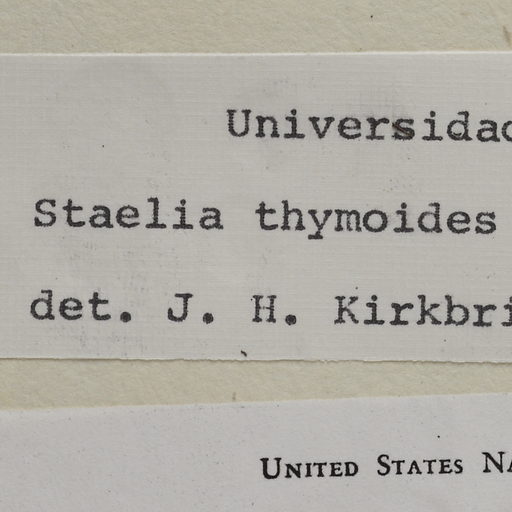 Universidad
Staelia thymoides
det. J. H. Kirkbri
UNITED STATES NA